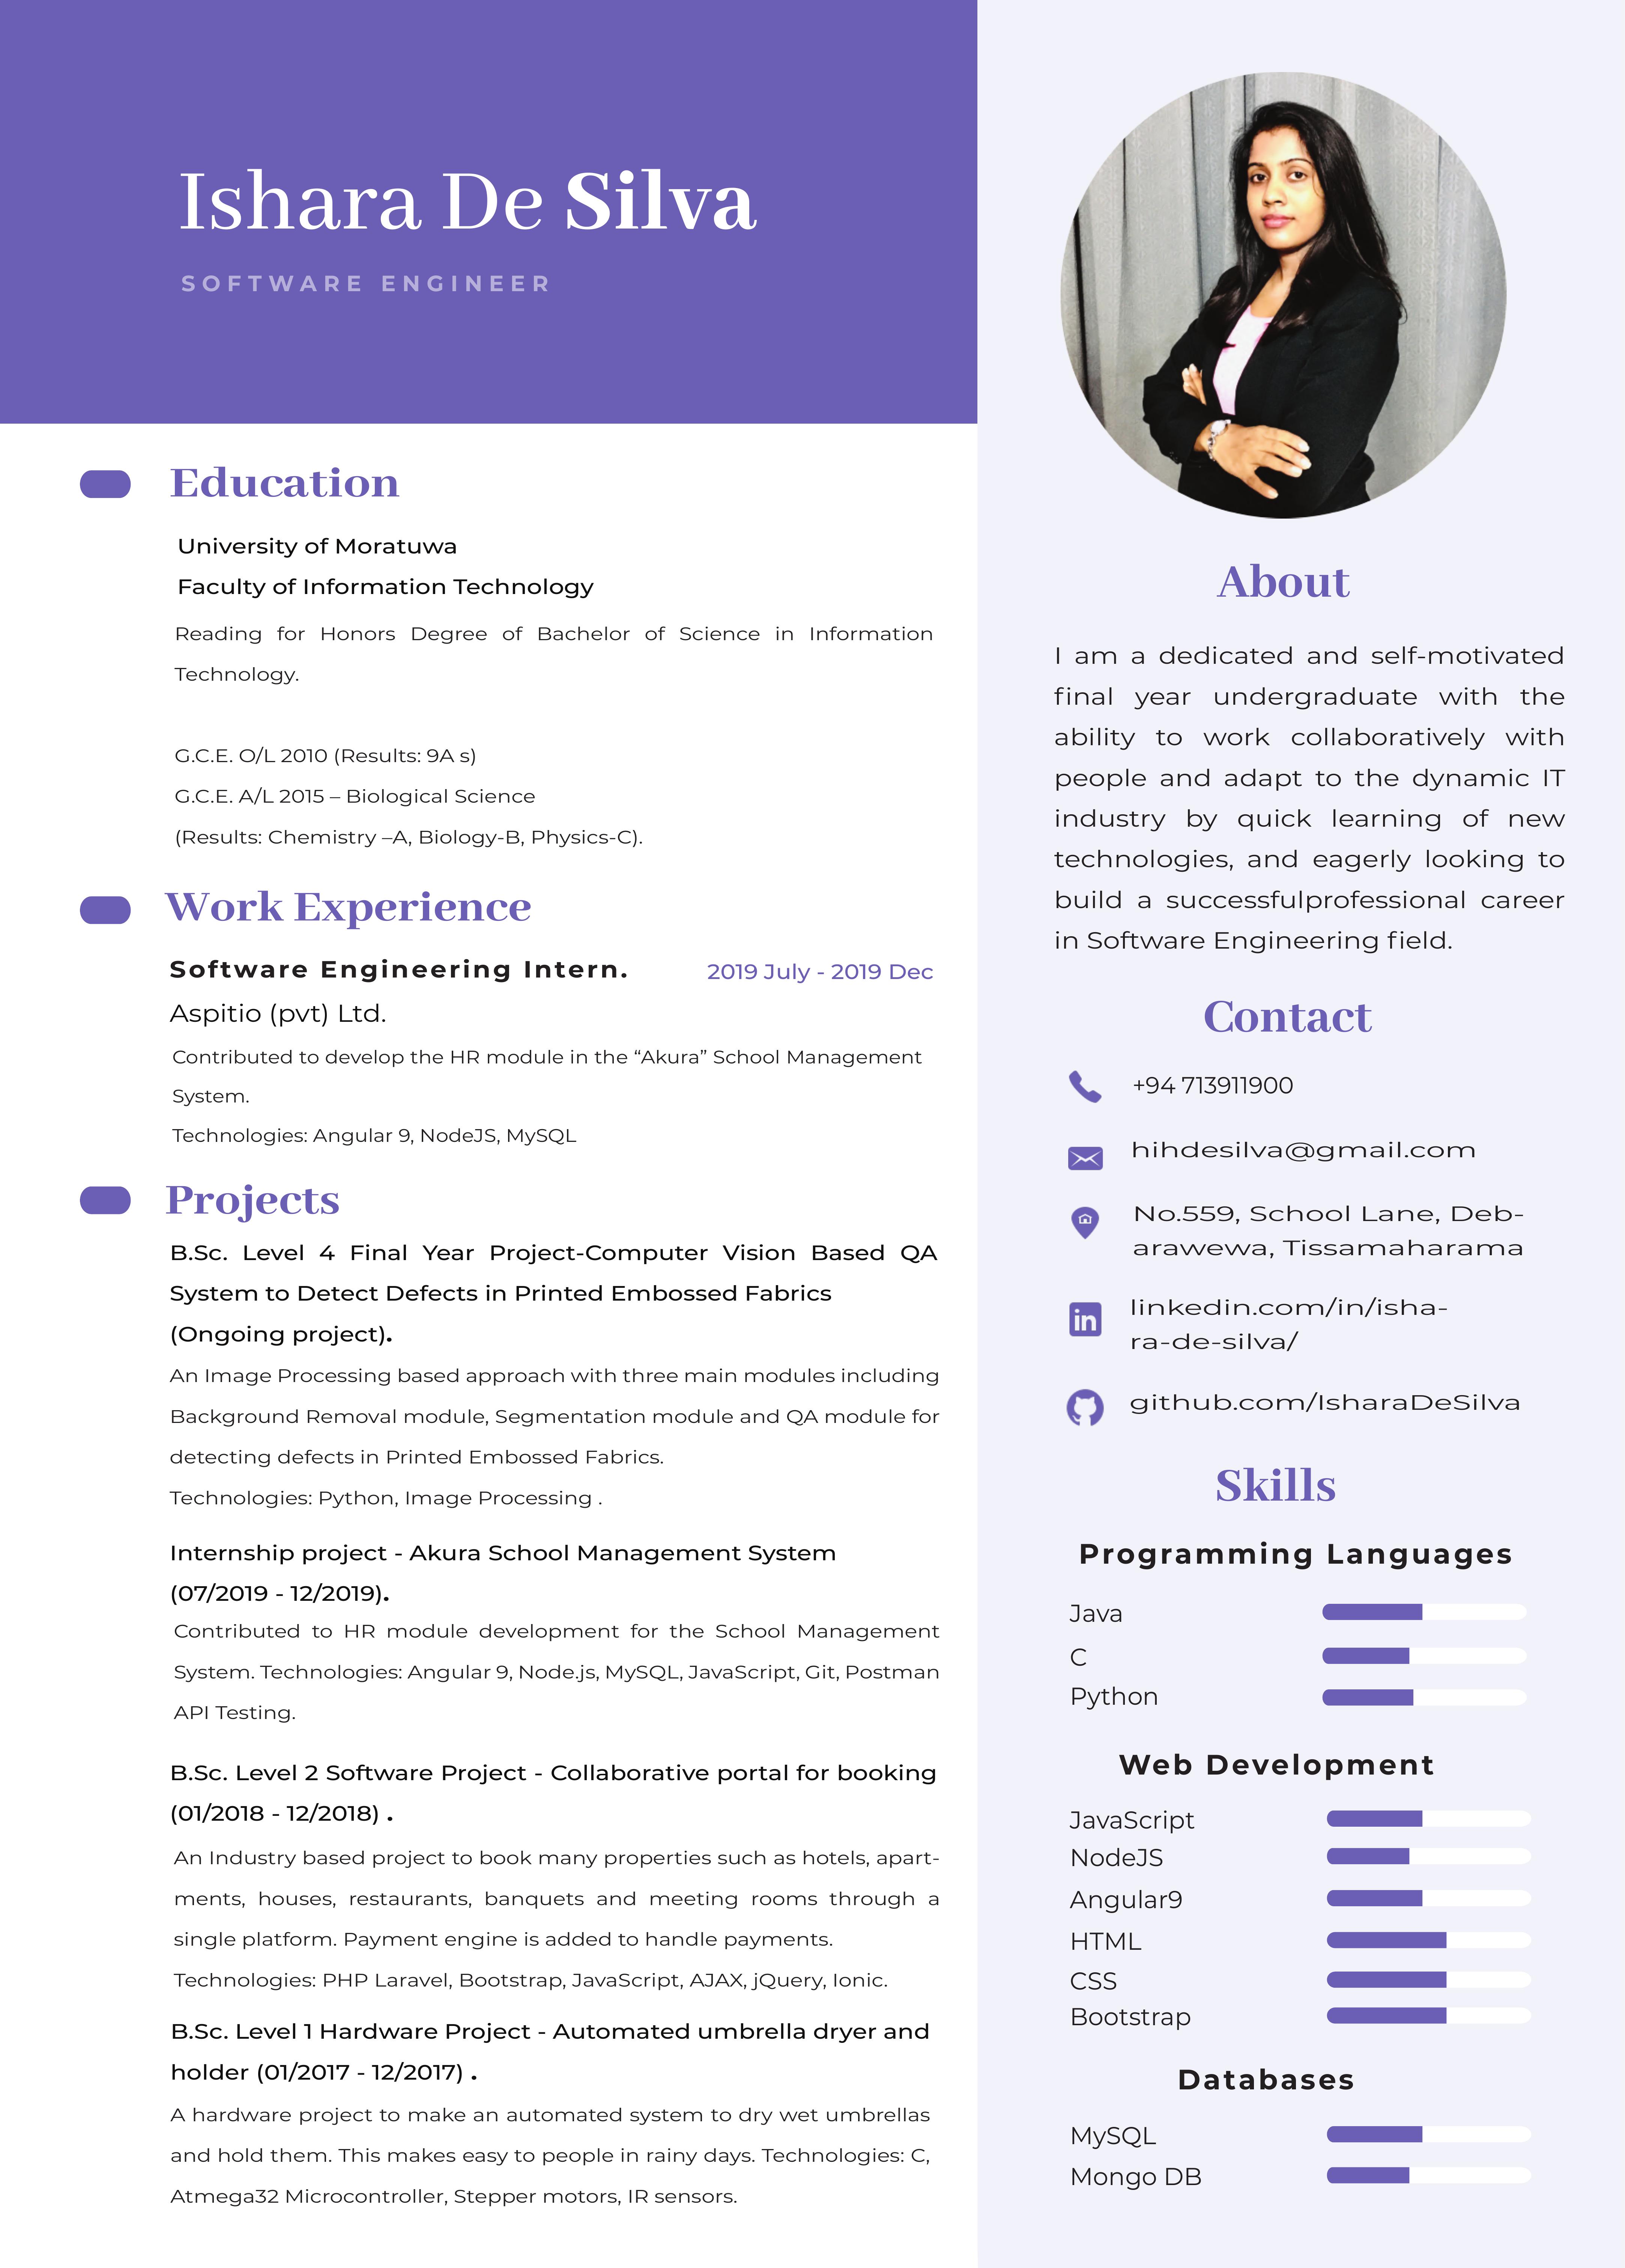 Ishara De Silva
SOFTWARE ENGINEER
Education
University of Moratuwa
Faculty of Information Technology
Reading for Honors Degree of Bachelor of Science in Information
Technology.
G.C.E. O/L 2010 (Results: 9A s)
G.C.E. A/L 2015 – Biological Science
(Results: Chemistry –A, Biology-B, Physics-C).
Work Experience
Software Engineering Intern.
2019 July - 2019 Dec
Aspitio (pvt) Ltd.
Contributed to develop the HR module in the “Akura” School Management
System.
Technologies: Angular 9, NodeJS, MySQL
Projects
B.Sc. Level 4 Final Year Project-Computer Vision Based QA
System to Detect Defects in Printed Embossed Fabrics
(Ongoing project).
An Image Processing based approach with three main modules including
Background Removal module, Segmentation module and QA module for
detecting defects in Printed Embossed Fabrics.
Technologies: Python, Image Processing .
Internship project - Akura School Management System
(07/2019 - 12/2019).
Contributed to HR module development for the School Management
System. Technologies: Angular 9, Node.js, MySQL, JavaScript, Git, Postman
API Testing.
B.Sc. Level 2 Software Project - Collaborative portal for booking
(01/2018 - 12/2018) .
An Industry based project to book many properties such as hotels, apart-
ments, houses, restaurants, banquets and meeting rooms through a
single platform. Payment engine is added to handle payments.
Technologies: PHP Laravel, Bootstrap, JavaScript, AJAX, jQuery, Ionic.
B.Sc. Level 1 Hardware Project - Automated umbrella dryer and
holder (01/2017 - 12/2017) .
A hardware project to make an automated system to dry wet umbrellas
and hold them. This makes easy to people in rainy days. Technologies: C,
Atmega32 Microcontroller, Stepper motors, IR sensors.
About
I am a dedicated and self-motivated
final year undergraduate with the
ability to work collaboratively with
people and adapt to the dynamic IT
industry by quick learning of new
technologies, and eagerly looking to
build a successfulprofessional career
in Software Engineering field.
Contact
+94 713911900
hihdesilva@gmail.com
No.559, School Lane, Deb-
arawewa, Tissamaharama
in
linkedin.com/in/isha-
ra-de-silva/
github.com/IsharaDeSilva
Skills
Programming Languages
Java
C
Python
Web Development
JavaScript
NodeJS
Angular9
HTML
CSS
Bootstrap
Databases
MySQL
Mongo DB